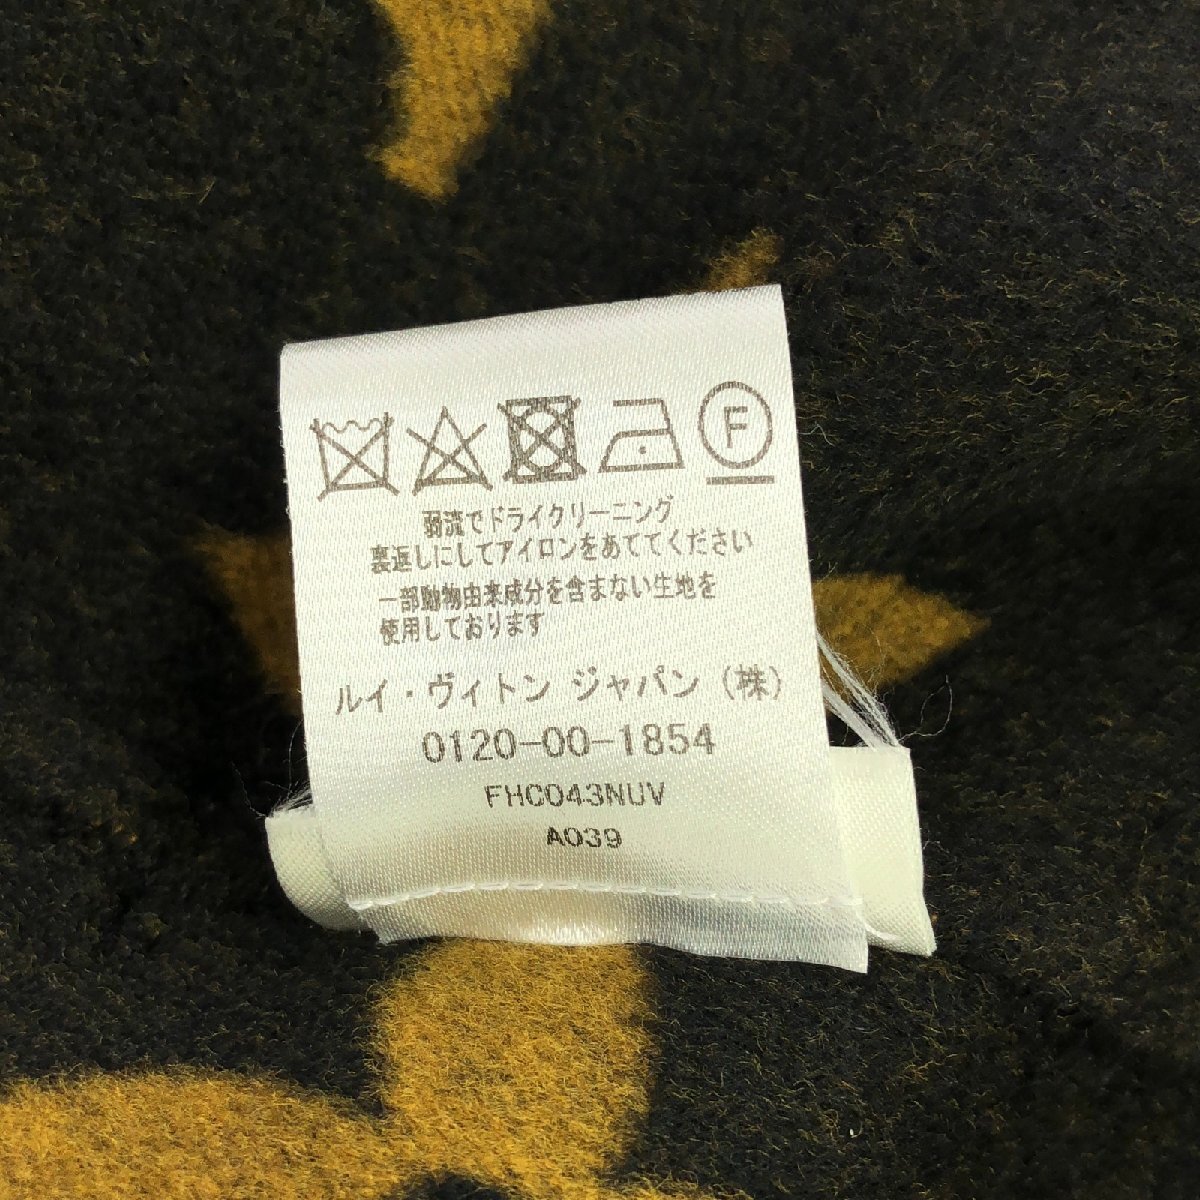 F
弱流でドライクリーニング
裏返しにしてアイロンをあててください
一部動物由来成分を含まない生地を
使用しております
ルイ・ヴィトン ジャパン (株)
0120-00-1854
FHC043NUV
A039